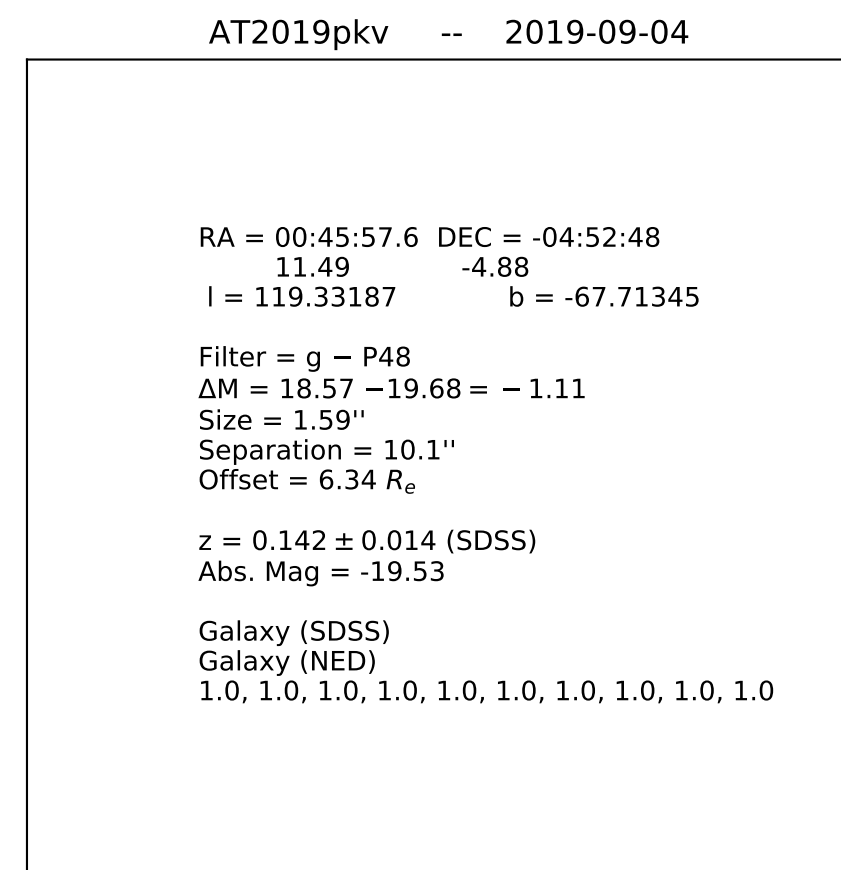 AT2019pkv -- 2019-09-04
RA = 00:45:57.6 DEC = -04:52:48
11.49 -4.88
l = 119.33187 b = -67.71345
Filter = g − P48
ΔM = 18.57 −19.68 = − 1.11
Size = 1.59''
Separation = 10.1''
Offset = 6.34 Rₑ
z = 0.142 ± 0.014 (SDSS)
Abs. Mag = -19.53
Galaxy (SDSS)
Galaxy (NED)
1.0, 1.0, 1.0, 1.0, 1.0, 1.0, 1.0, 1.0, 1.0, 1.0